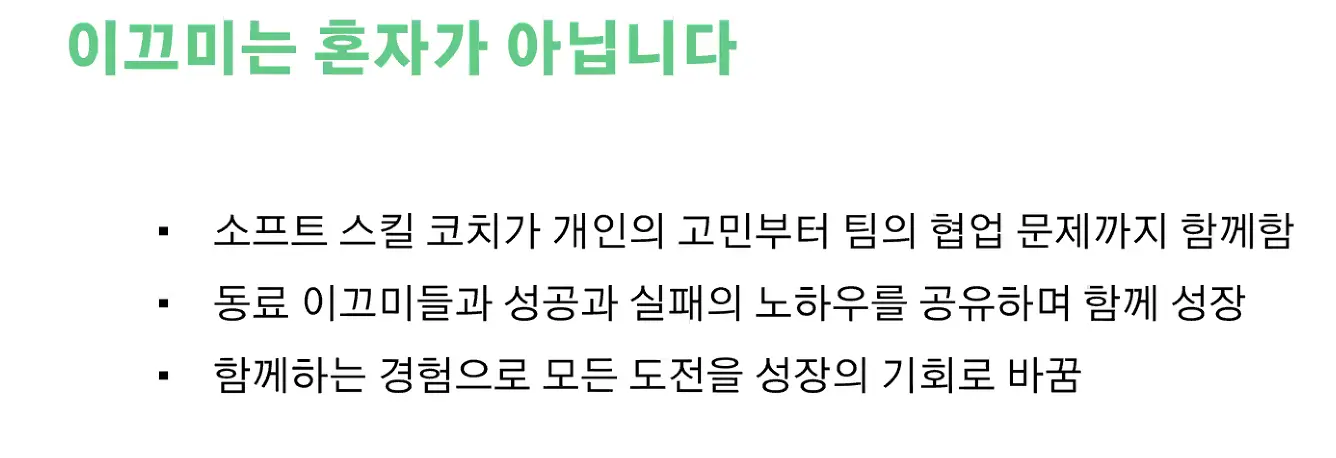 이끄미는 혼자가 아닙니다
▪ 소프트 스킬 코치가 개인의 고민부터 팀의 협업 문제까지 함께함
▪ 동료 이끄미들과 성공과 실패의 노하우를 공유하며 함께 성장
▪ 함께하는 경험으로 모든 도전을 성장의 기회로 바꿈